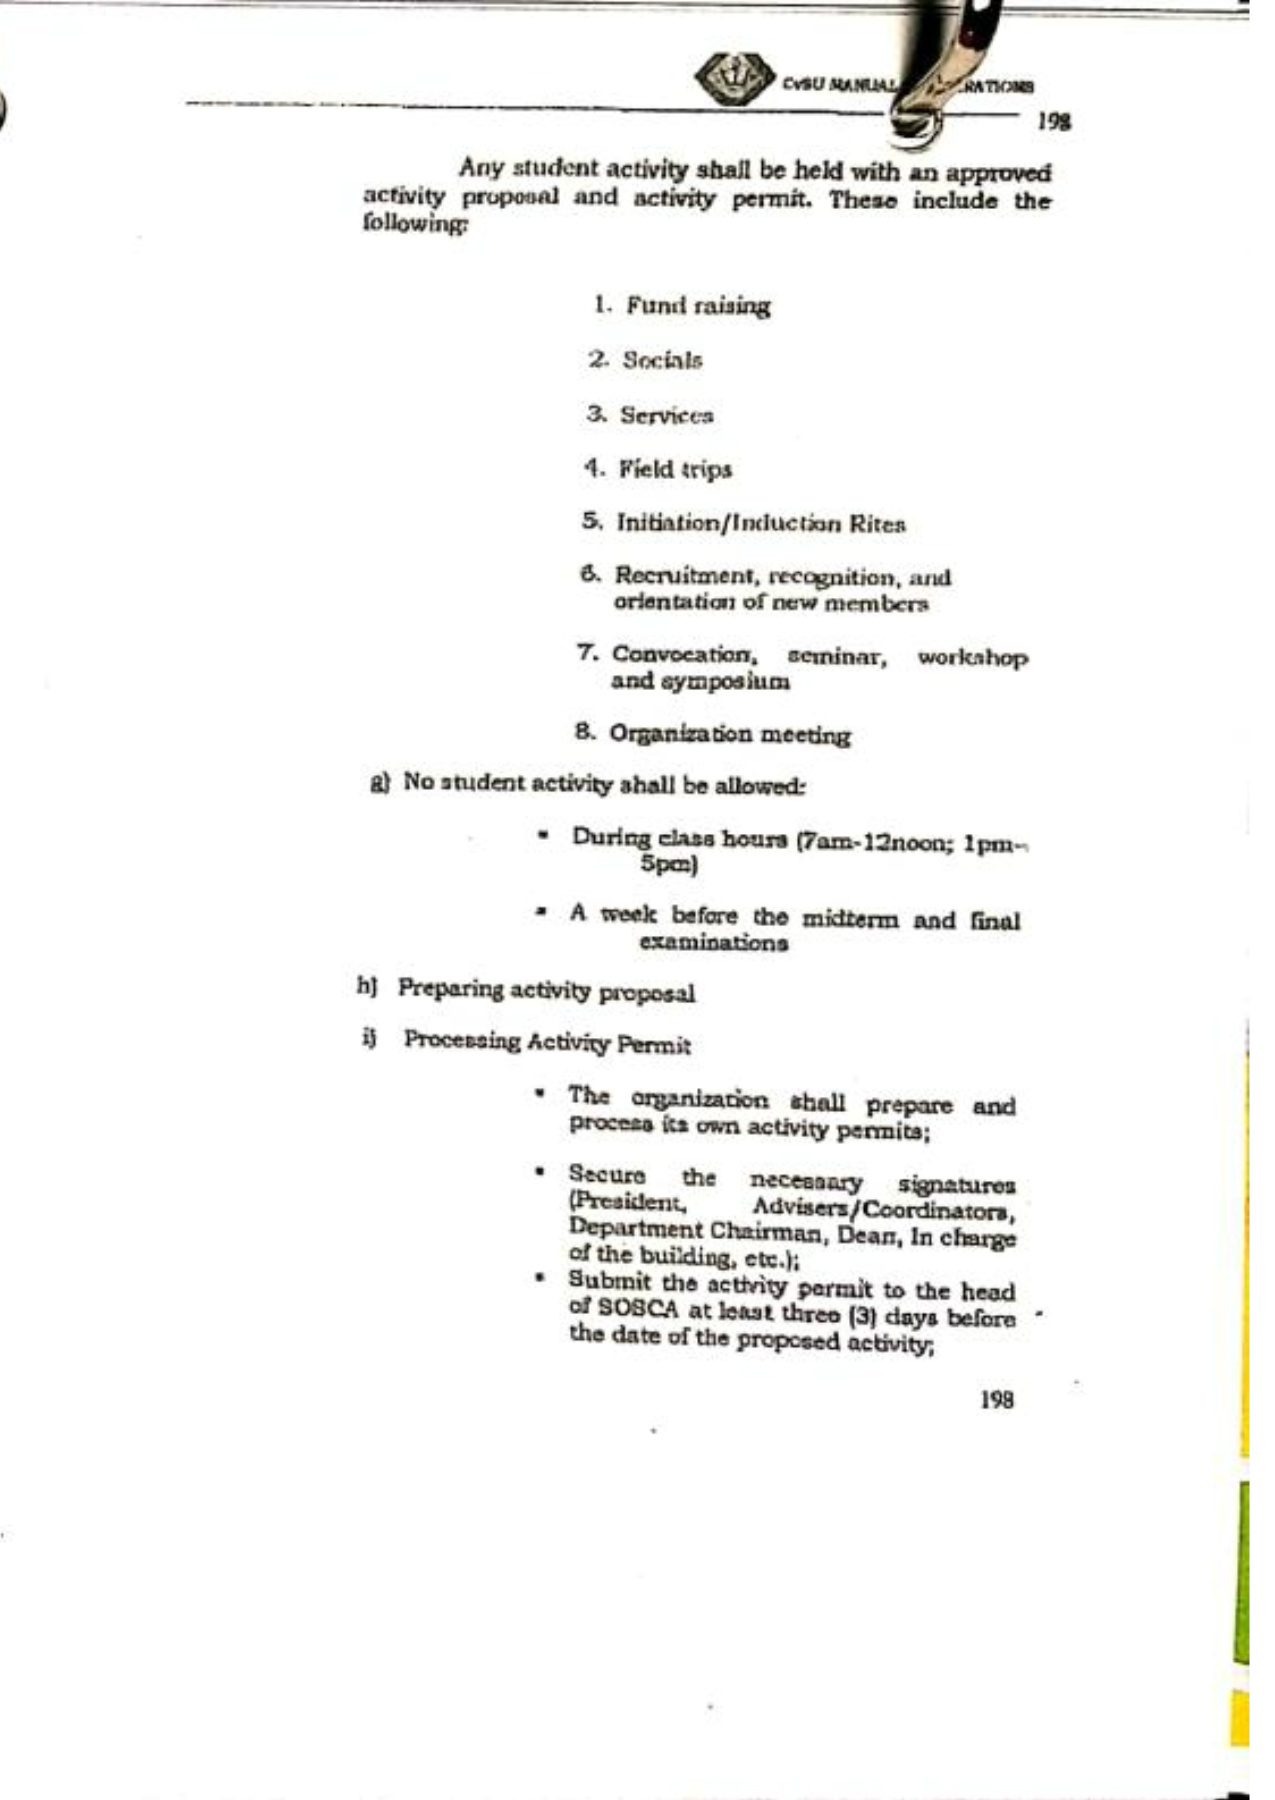 CvSU MANUAL
198
Any student activity shall be held with an approved
activity proposal and activity permit. These include the
following:
1. Fund raising
2. Socials
3. Services
4. Field trips
5. Initiation/Induction Rites
6. Recruitment, recognition, and
orientation of new members
7. Convocation, seminar, workshop
and symposium
8. Organization meeting
g) No student activity shall be allowed:
▪ During class hours (7am-12noon; 1pm-
5pm)
▪ A week before the midterm and final
examinations
h) Preparing activity proposal
i) Processing Activity Permit
▪ The organization shall prepare and
process its own activity permits;
▪ Secure the necessary signatures
(President, Advisers/Coordinators,
Department Chairman, Dean, In charge
of the building, etc.);
▪ Submit the activity permit to the head
of SOSCA at least three (3) days before
the date of the proposed activity;
198